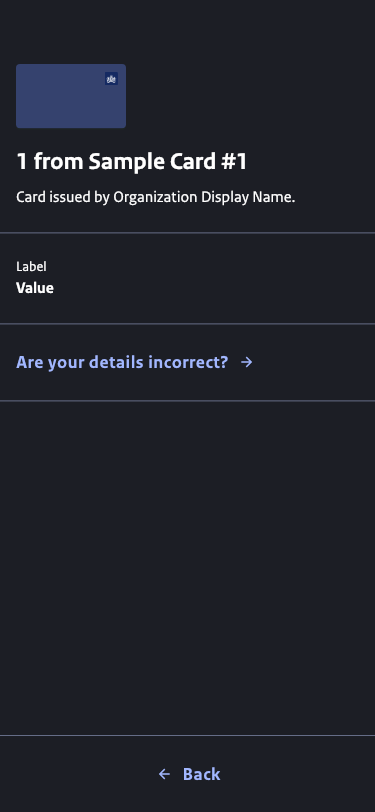 1 from Sample Card #1
Card issued by Organization Display Name.
Label
Value
Are your details incorrect?
Back